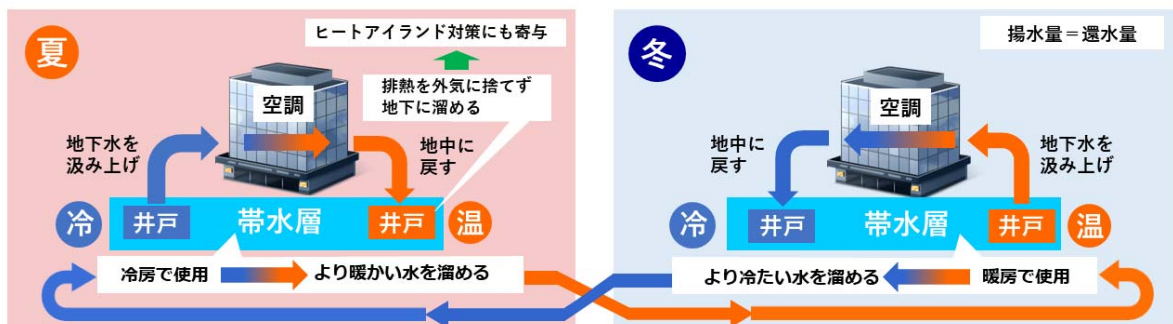 夏
ヒートアイランド対策にも寄与
排熱を外気に捨てず
地下に溜める
空調
地下水を
汲み上げ
地中に
戻す
冷
井戸
帯水層
井戸
温
冷房で使用
より暖かい水を溜める
冬
揚水量=還水量
空調
地中に
戻す
地下水を
汲み上げ
冷
井戸
帯水層
井戸
温
より冷たい水を溜める
暖房で使用